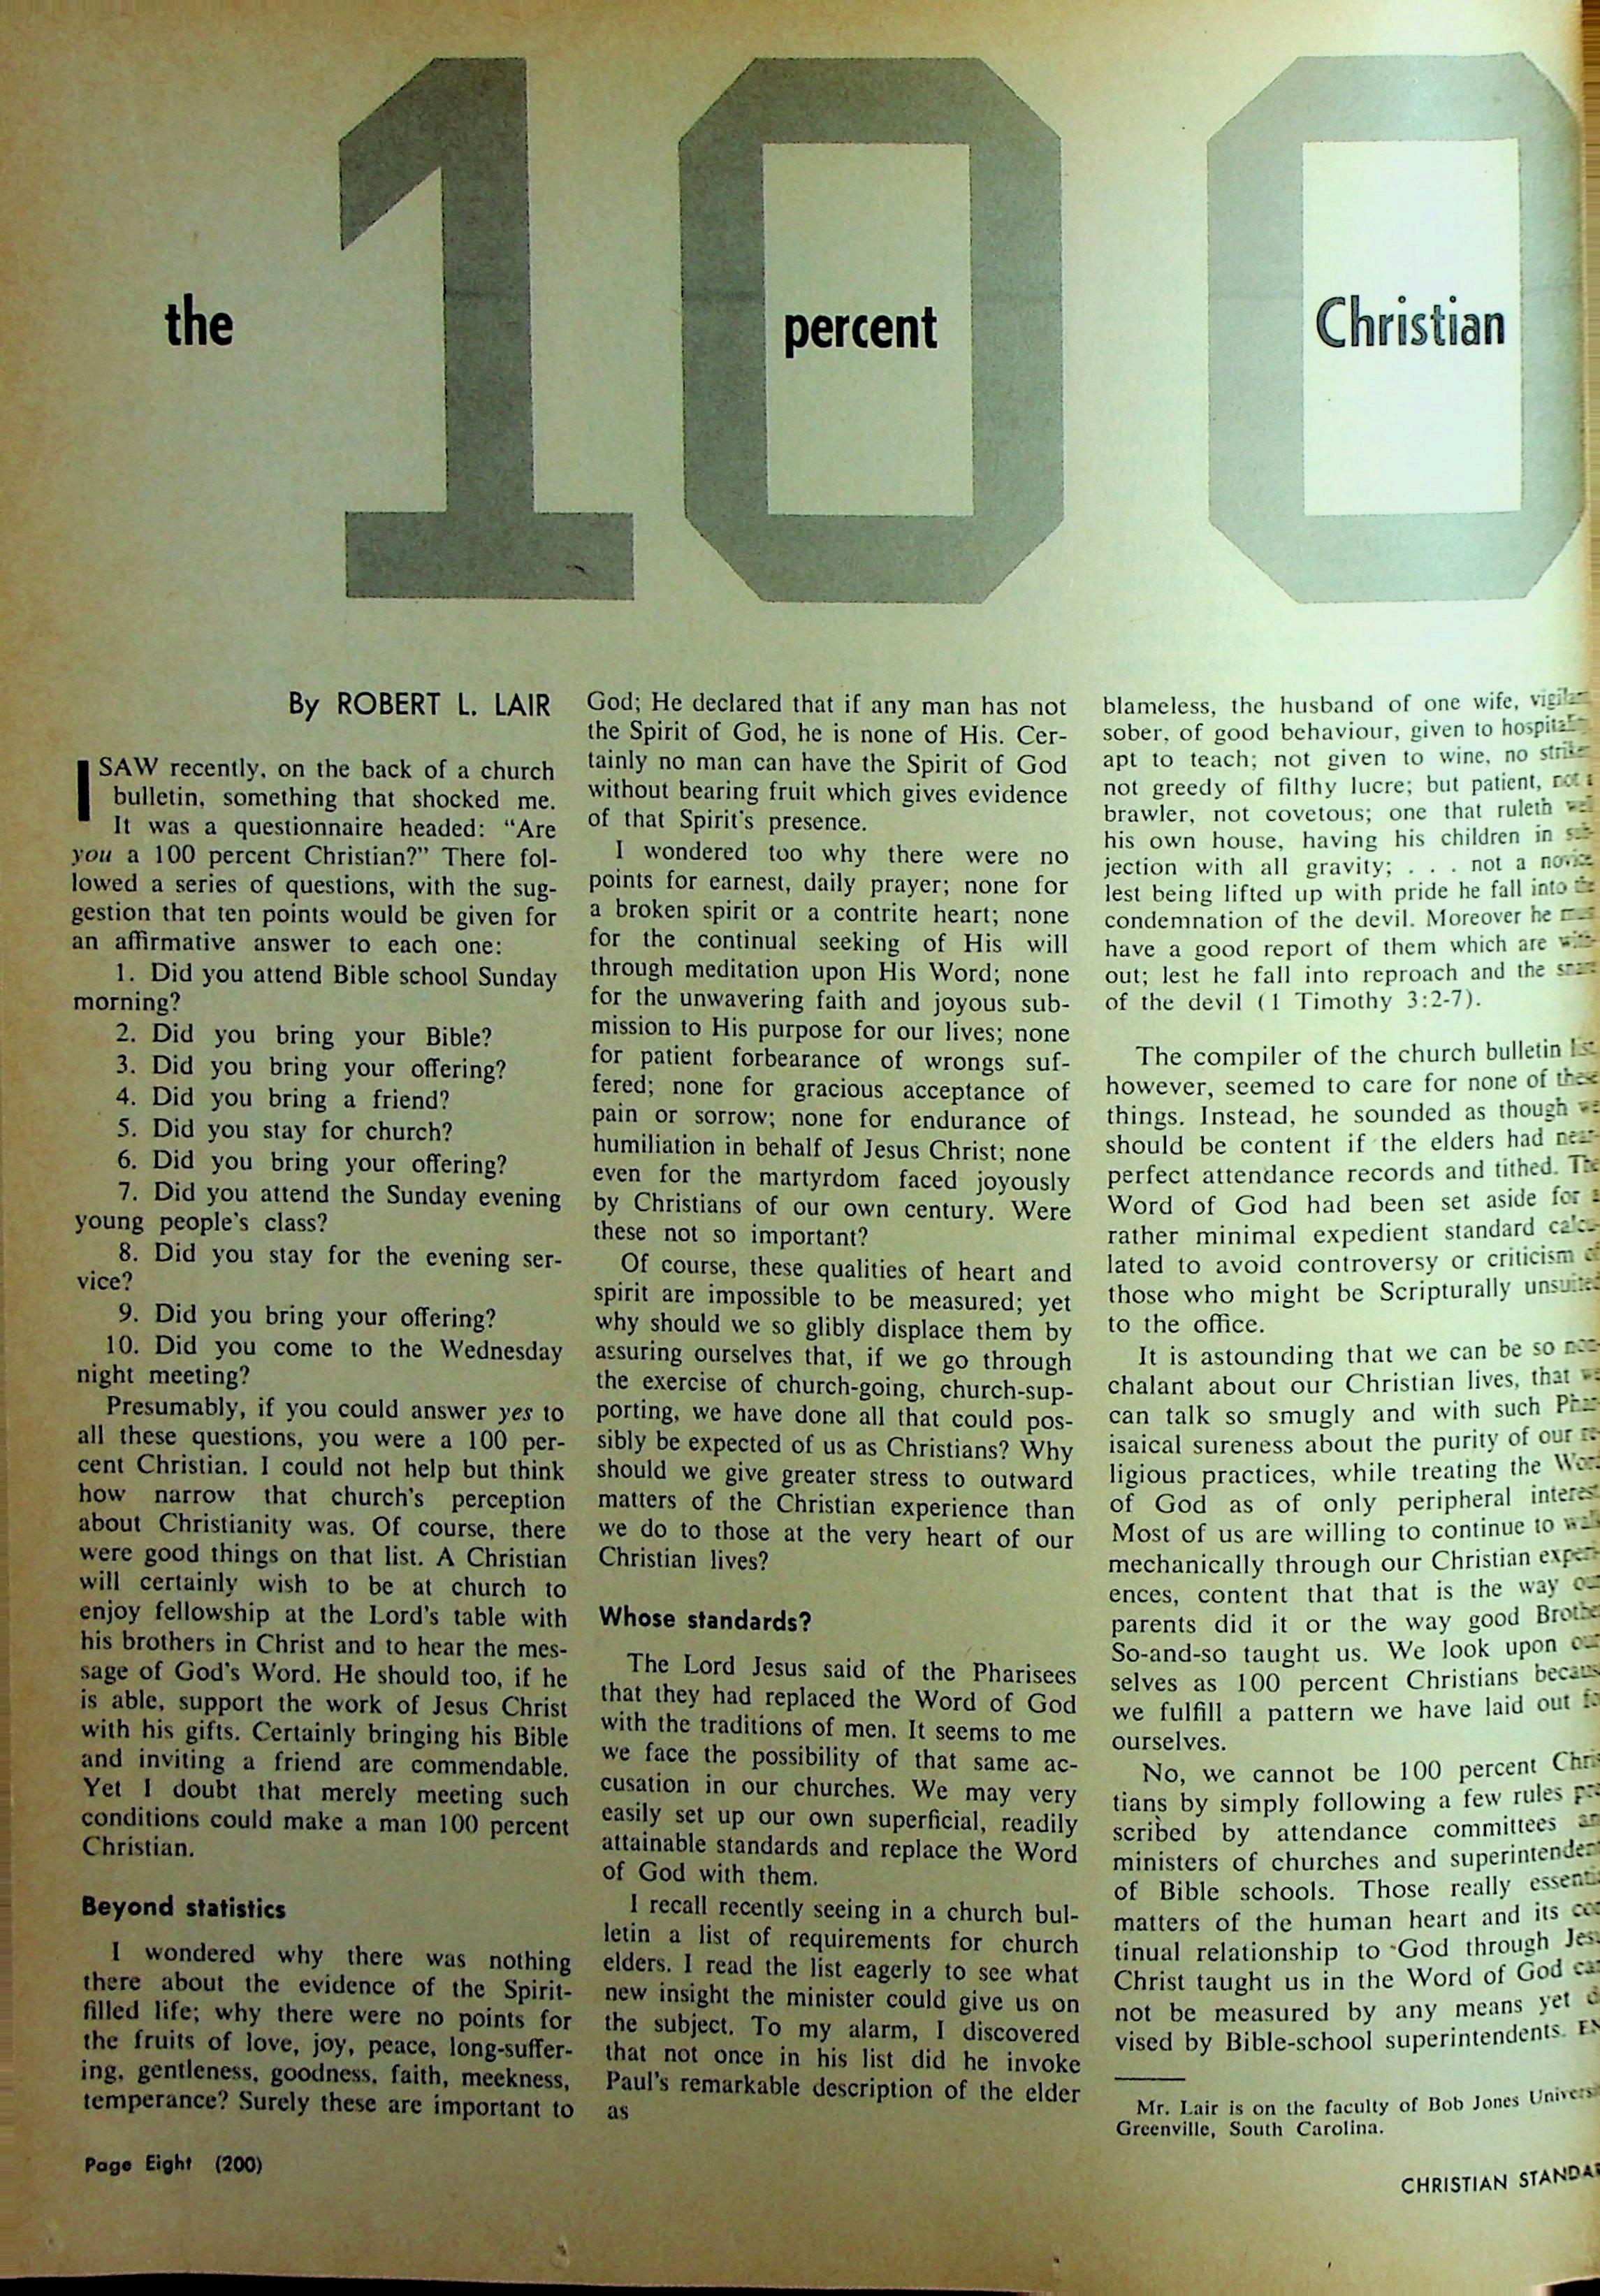 the
100
percent
Christian
By ROBERT L. LAIR
I SAW recently, on the back of a church
bulletin, something that shocked me.
It was a questionnaire headed: “Are
you a 100 percent Christian?” There fol-
lowed a series of questions, with the sug-
gestion that ten points would be given for
an affirmative answer to each one:
1. Did you attend Bible school Sunday
morning?
2. Did you bring your Bible?
3. Did you bring your offering?
4. Did you bring a friend?
5. Did you stay for church?
6. Did you bring your offering?
7. Did you attend the Sunday evening
young people's class?
8. Did you stay for the evening ser-
vice?
9. Did you bring your offering?
10. Did you come to the Wednesday
night meeting?
Presumably, if you could answer yes to
all these questions, you were a 100 per-
cent Christian. I could not help but think
how narrow that church's perception
about Christianity was. Of course, there
were good things on that list. A Christian
will certainly wish to be at church to
enjoy fellowship at the Lord's table with
his brothers in Christ and to hear the mes-
sage of God's Word. He should too, if he
is able, support the work of Jesus Christ
with his gifts. Certainly bringing his Bible
and inviting a friend are commendable.
Yet I doubt that merely meeting such
conditions could make a man 100 percent
Christian.
Beyond statistics
I wondered why there was nothing
there about the evidence of the Spirit-
filled life; why there were no points for
the fruits of love, joy, peace, long-suffer-
ing, gentleness, goodness, faith, meekness,
temperance? Surely these are important to
God; He declared that if any man has not
the Spirit of God, he is none of His. Cer-
tainly no man can have the Spirit of God
without bearing fruit which gives evidence
of that Spirit's presence.
I wondered too why there were no
points for earnest, daily prayer; none for
a broken spirit or a contrite heart; none
for the continual seeking of His will
through meditation upon His Word; none
for the unwavering faith and joyous sub-
mission to His purpose for our lives; none
for patient forbearance of wrongs suf-
fered; none for gracious acceptance of
pain or sorrow; none for endurance of
humiliation in behalf of Jesus Christ; none
even for the martyrdom faced joyously
by Christians of our own century. Were
these not so important?
Of course, these qualities of heart and
spirit are impossible to be measured; yet
why should we so glibly displace them by
assuring ourselves that, if we go through
the exercise of church-going, church-sup-
porting, we have done all that could pos-
sibly be expected of us as Christians? Why
should we give greater stress to outward
matters of the Christian experience than
we do to those at the very heart of our
Christian lives?
Whose standards?
The Lord Jesus said of the Pharisees
that they had replaced the Word of God
with the traditions of men. It seems to me
we face the possibility of that same ac-
cusation in our churches. We may very
easily set up our own superficial, readily
attainable standards and replace the Word
of God with them.
I recall recently seeing in a church bul-
letin a list of requirements for church
elders. I read the list eagerly to see what
new insight the minister could give us on
the subject. To my alarm, I discovered
that not once in his list did he invoke
Paul's remarkable description of the elder
as
blameless, the husband of one wife,
sober, of good behaviour, given to
apt to teach; not given to wine, no
not greedy of filthy lucre; but patient, not a
brawler, not covetous; one that ruleth
his own house, having his children in
jection with all gravity; . . . not a
lest being lifted up with pride he fall into the
condemnation of the devil. Moreover he
have a good report of them which are
out; lest he fall into reproach and the
of the devil (1 Timothy 3:2-7).
The compiler of the church bulletin
however, seemed to care for none of these
things. Instead, he sounded as though
should be content if the elders had
perfect attendance records and tithed. The
Word of God had been set aside for a
rather minimal expedient standard calcu-
lated to avoid controversy or criticism of
those who might be Scripturally unsuited
to the office.
It is astounding that we can be so
chalant about our Christian lives, that
can talk so smugly and with such Phar-
isaical sureness about the purity of our
ligious practices, while treating the Word
of God as of only peripheral interest
Most of us are willing to continue to
mechanically through our Christian
ences, content that that is the way our
parents did it or the way good Brother
So-and-so taught us. We look upon
selves as 100 percent Christians because
we fulfill a pattern we have laid out
ourselves.
No, we cannot be 100 percent
tians by simply following a few rules
scribed by attendance committees
ministers of churches and
of Bible schools. Those really
matters of the human heart and its
tinual relationship to God through
Christ taught us in the Word of God
not be measured by any means yet
vised by Bible-school superintendents.
Mr. Lair is on the faculty of Bob Jones
Greenville, South Carolina.
Page Eight (200)
CHRISTIAN